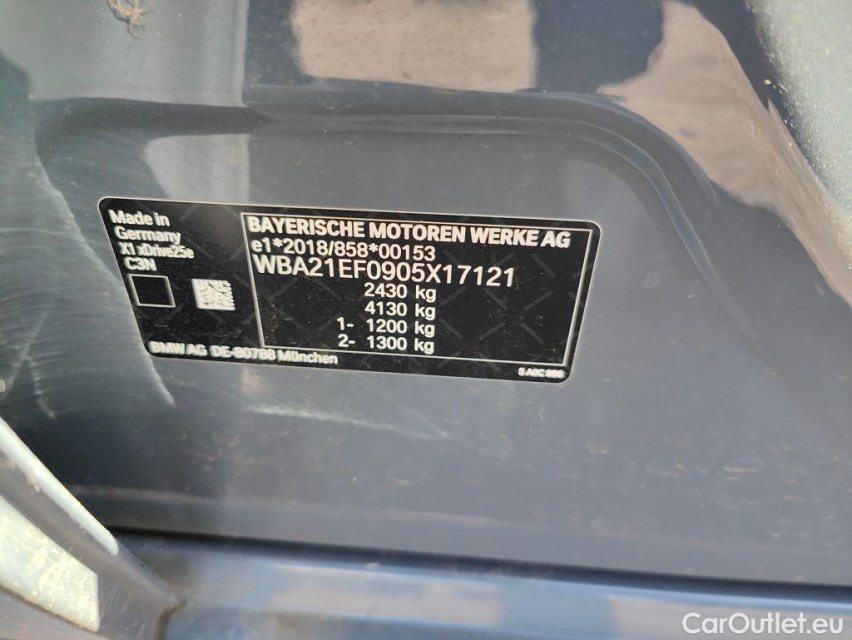 Made in
Germany
X1 xDrive25e
C3N
BAYERISCHE MOTOREN WERKE AG
e1*2018/858*00153
WBA21EF0905X17121
2430 kg
4130 kg
1- 1200 kg
2- 1300 kg
BMW AG DE-80788 München
CarOutlet.eu